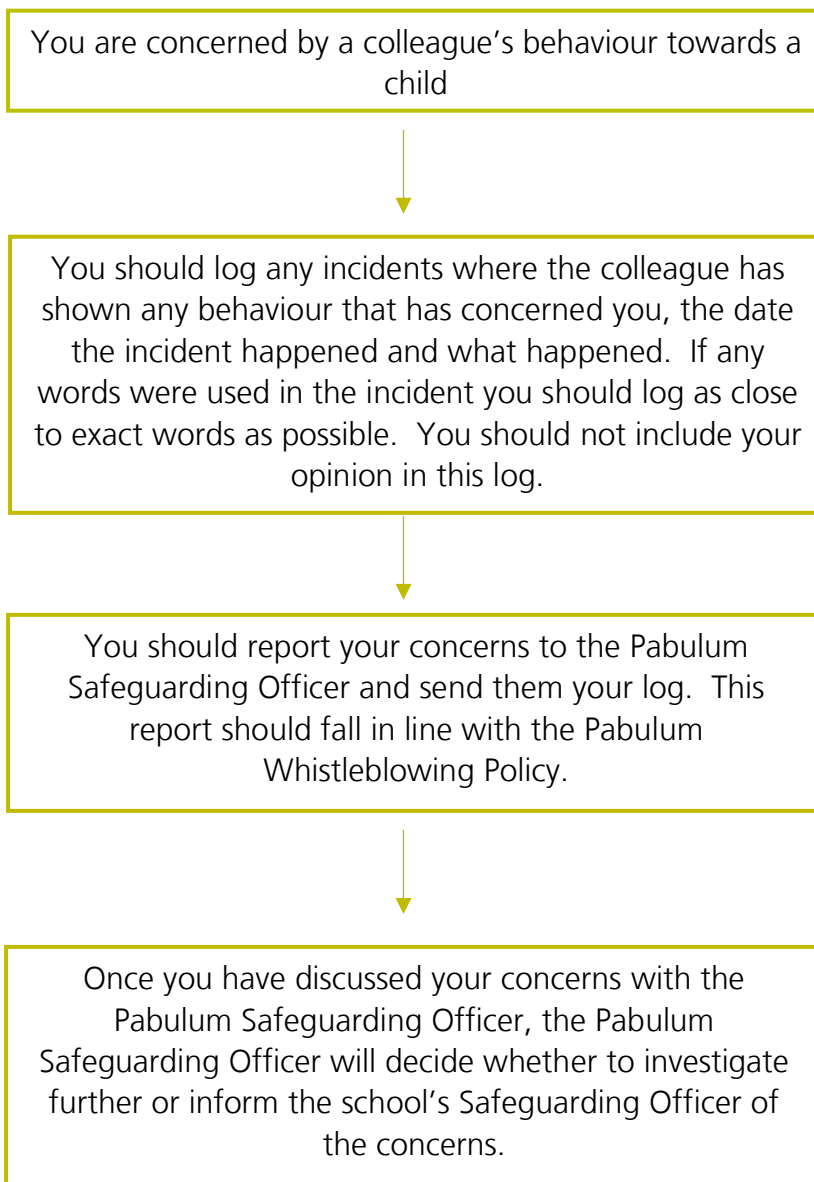 You are concerned by a colleague's behaviour towards a
child
You should log any incidents where the colleague has
shown any behaviour that has concerned you, the date
the incident happened and what happened.  If any
words were used in the incident you should log as close
to exact words as possible.  You should not include your
opinion in this log.
You should report your concerns to the Pabulum
Safeguarding Officer and send them your log.  This
report should fall in line with the Pabulum
Whistleblowing Policy.
Once you have discussed your concerns with the
Pabulum Safeguarding Officer, the Pabulum
Safeguarding Officer will decide whether to investigate
further or inform the school's Safeguarding Officer of
the concerns.